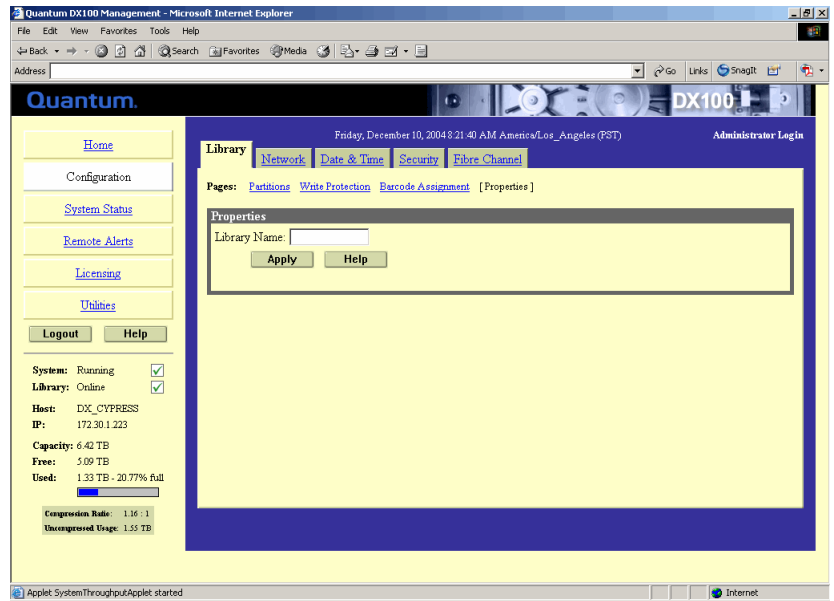 Quantum DX100 Management - Microsoft Internet Explorer
File Edit View Favorites Tools Help
Back Search Favorites Media
Address Go Links SnagIt
Quantum. DX100
Friday, December 10, 2004 8:21:40 AM America/Los_Angeles (PST) Administrator Login
Home
Configuration
System Status
Remote Alerts
Licensing
Utilities
Logout Help
System: Running
Library: Online
Host: DX_CYPRESS
IP: 172.30.1.223
Capacity: 6.42 TB
Free: 5.09 TB
Used: 1.33 TB - 20.77% full
Compression Ratio: 1.16 : 1
Uncompressed Usage: 1.55 TB
Library Network Date & Time Security Fibre Channel
Pages: Partitions Write Protection Barcode Assignment [Properties]
Properties
Library Name:
Apply Help
Applet SystemThroughputApplet started Internet